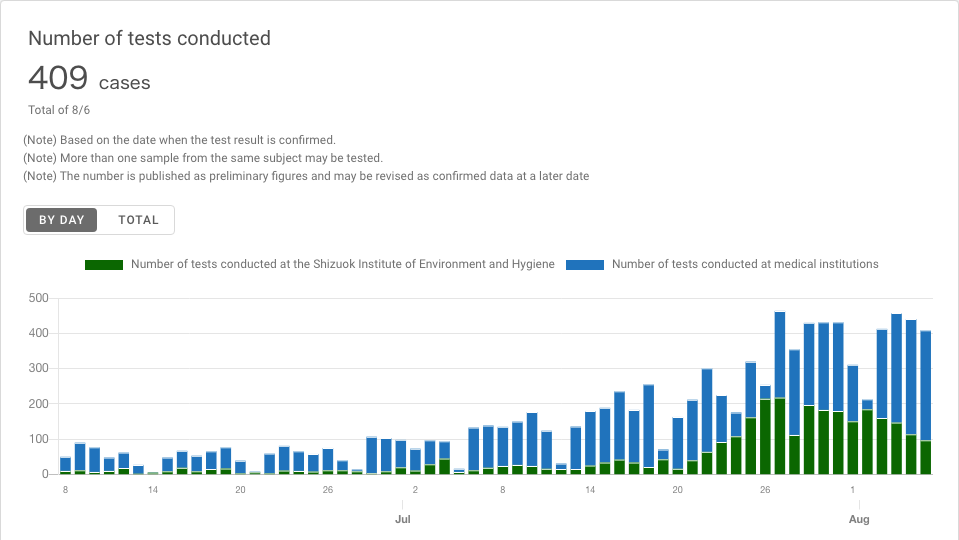 Number of tests conducted
409 cases
Total of 8/6
(Note) Based on the date when the test result is confirmed.
(Note) More than one sample from the same subject may be tested.
(Note) The number is published as preliminary figures and may be revised as confirmed data at a later date
BY DAY TOTAL
Number of tests conducted at the Shizuok Institute of Environment and Hygiene Number of tests conducted at medical institutions
500
400
300
200
100
0
8 14 20 26 2 8 14 20 26 1
Jul Aug